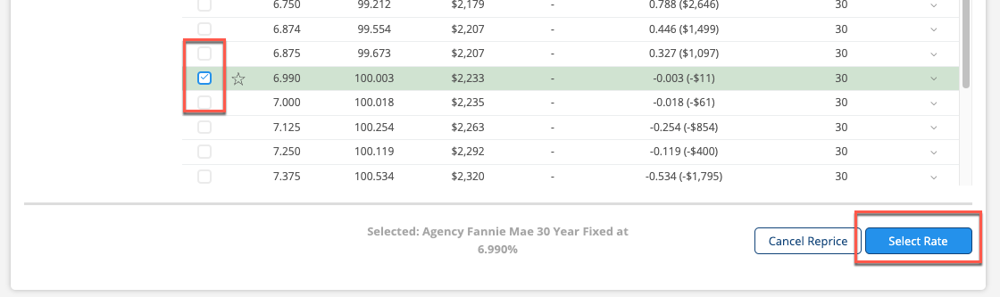 6.750 99.212 $2,179 - 0.788 ($2,646) 30
6.874 99.554 $2,207 - 0.446 ($1,499) 30
6.875 99.673 $2,207 - 0.327 ($1,097) 30
6.990 100.003 $2,233 - -0.003 (-$11) 30
7.000 100.018 $2,235 - -0.018 (-$61) 30
7.125 100.254 $2,263 - -0.254 (-$854) 30
7.250 100.119 $2,292 - -0.119 (-$400) 30
7.375 100.534 $2,320 - -0.534 (-$1,795) 30
Selected: Agency Fannie Mae 30 Year Fixed at
6.990%
Cancel Reprice Select Rate